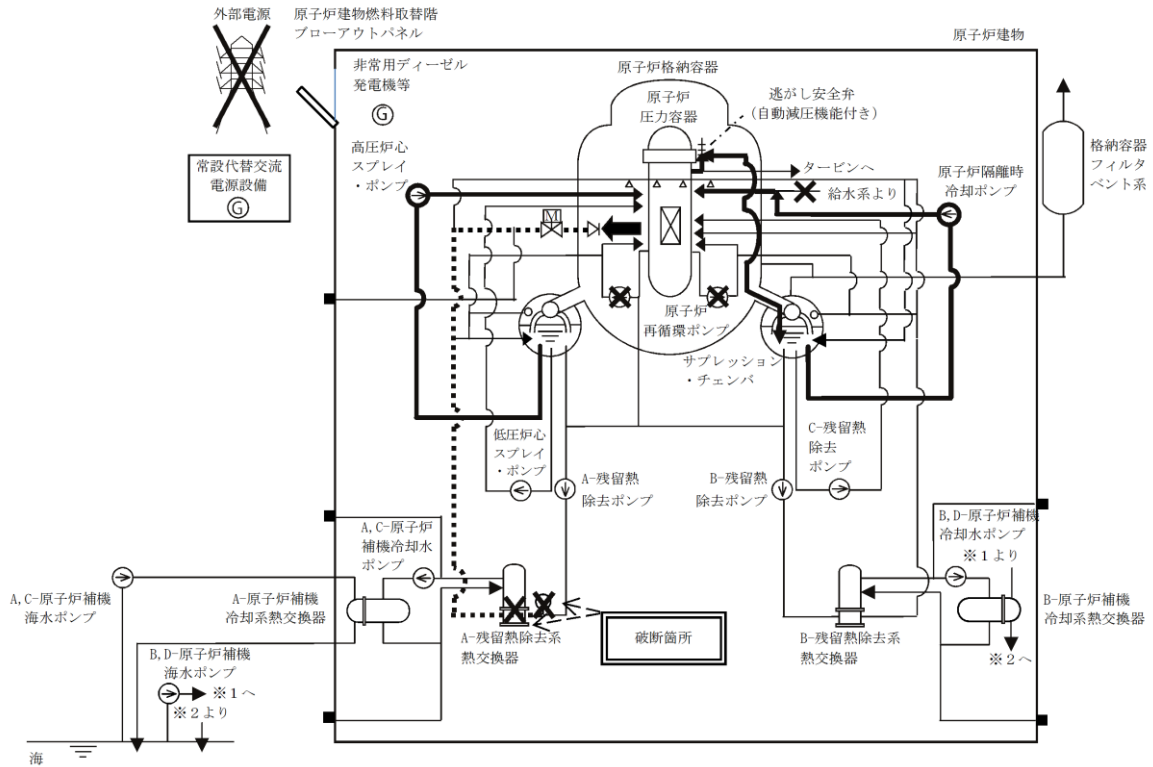 外部電源
原子炉建物燃料取替階
ブローアウトパネル
原子炉建物
非常用ディーゼル
発電機等
G
原子炉格納容器
原子炉
圧力容器
逃がし安全弁
(自動減圧機能付き)
常設代替交流
電源設備
G
高圧炉心
スプレイ
・ポンプ
タービンへ
給水系より
原子炉隔離時
冷却ポンプ
格納容器
フィルタ
ベント系
M
原子炉
再循環ポンプ
サプレッション
・チェンバ
低圧炉心
スプレイ
・ポンプ
A-残留熱
除去ポンプ
B-残留熱
除去ポンプ
C-残留熱
除去
ポンプ
A,C-原子炉
補機冷却水
ポンプ
B,D-原子炉補機
冷却水ポンプ
※1より
A,C-原子炉補機
海水ポンプ
A-原子炉補機
冷却系熱交換器
A-残留熱除去系
熱交換器
破断箇所
B-残留熱除去系
熱交換器
B-原子炉補機
冷却系熱交換器
※2へ
B,D-原子炉補機
海水ポンプ
※1へ
※2より
海